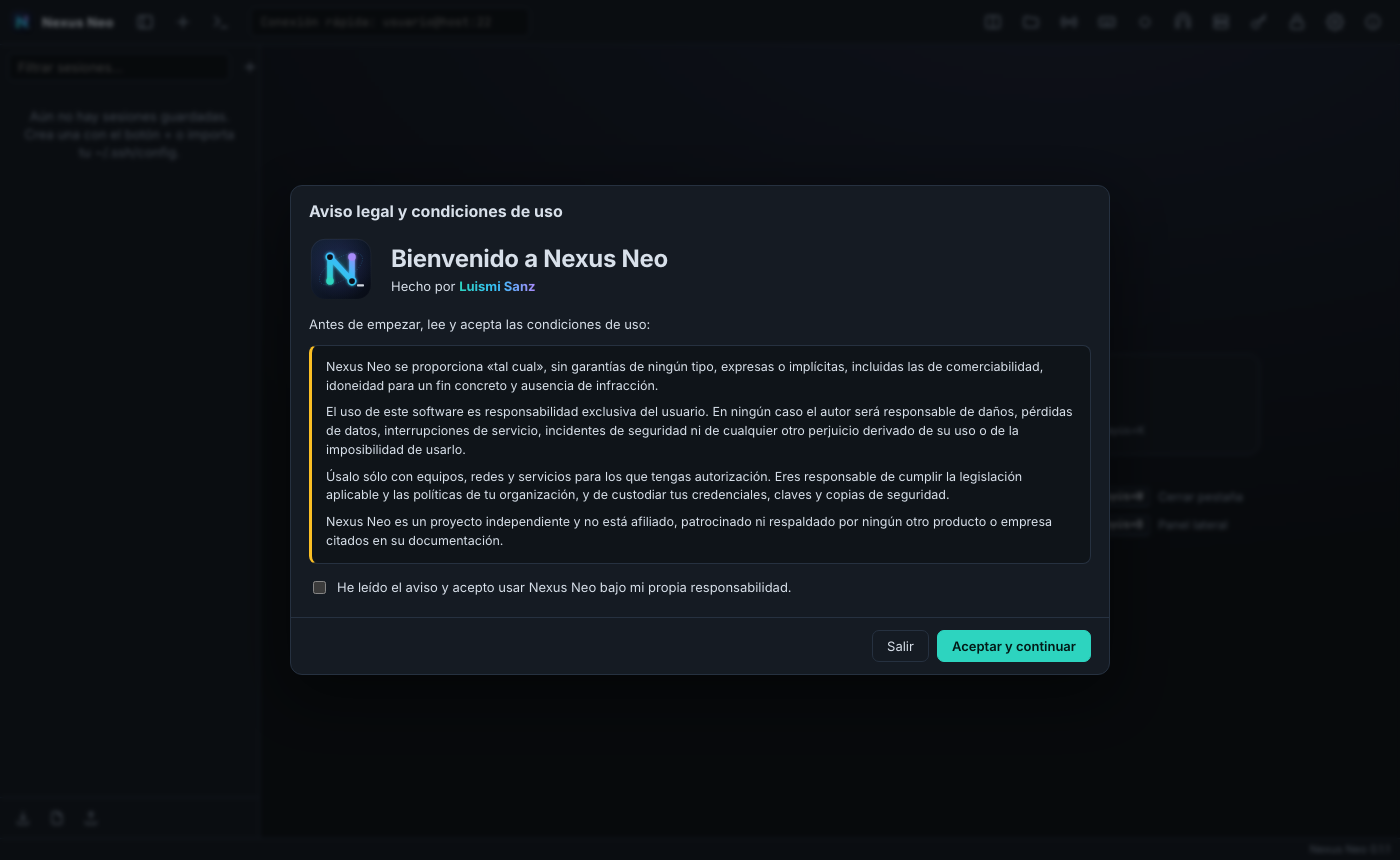 Nexus Neo
Conexión rápida: usuario@host:22
Filtrar sesiones...
Aún no hay sesiones guardadas.
Crea una con el botón + o importa
tu ~/.ssh/config.
Aviso legal y condiciones de uso
Bienvenido a Nexus Neo
Hecho por Luismi Sanz
Antes de empezar, lee y acepta las condiciones de uso:
Nexus Neo se proporciona «tal cual», sin garantías de ningún tipo, expresas o implícitas, incluidas las de comerciabilidad,
idoneidad para un fin concreto y ausencia de infracción.
El uso de este software es responsabilidad exclusiva del usuario. En ningún caso el autor será responsable de daños, pérdidas
de datos, interrupciones de servicio, incidentes de seguridad ni de cualquier otro perjuicio derivado de su uso o de la
imposibilidad de usarlo.
Úsalo sólo con equipos, redes y servicios para los que tengas autorización. Eres responsable de cumplir la legislación
aplicable y las políticas de tu organización, y de custodiar tus credenciales, claves y copias de seguridad.
Nexus Neo es un proyecto independiente y no está afiliado, patrocinado ni respaldado por ningún otro producto o empresa
citados en su documentación.
He leído el aviso y acepto usar Nexus Neo bajo mi propia responsabilidad.
Salir
Aceptar y continuar
Cerrar pestaña
Panel lateral
Nexus Neo